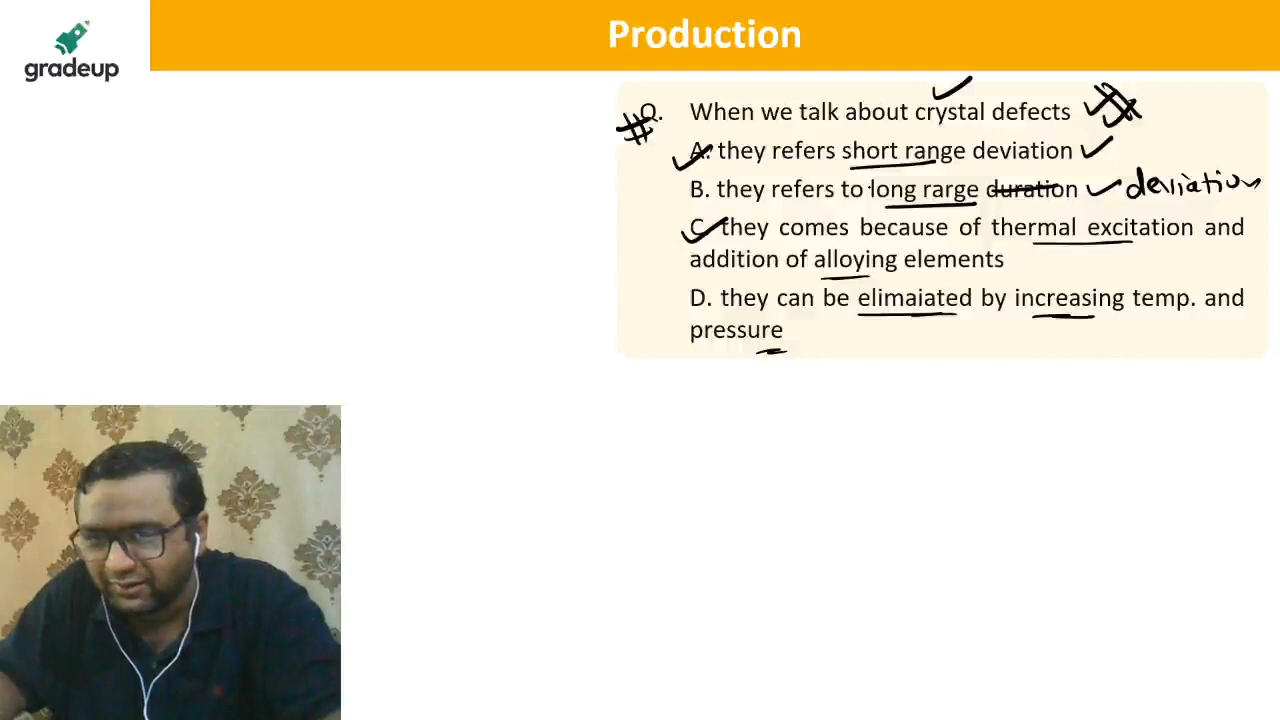 Production
gradeup
Q. When we talk about crystal defects
A. they refers short range deviation
B. they refers to long rarge duration deviation
C. they comes because of thermal excitation and
addition of alloying elements
D. they can be elimaiated by increasing temp. and
pressure